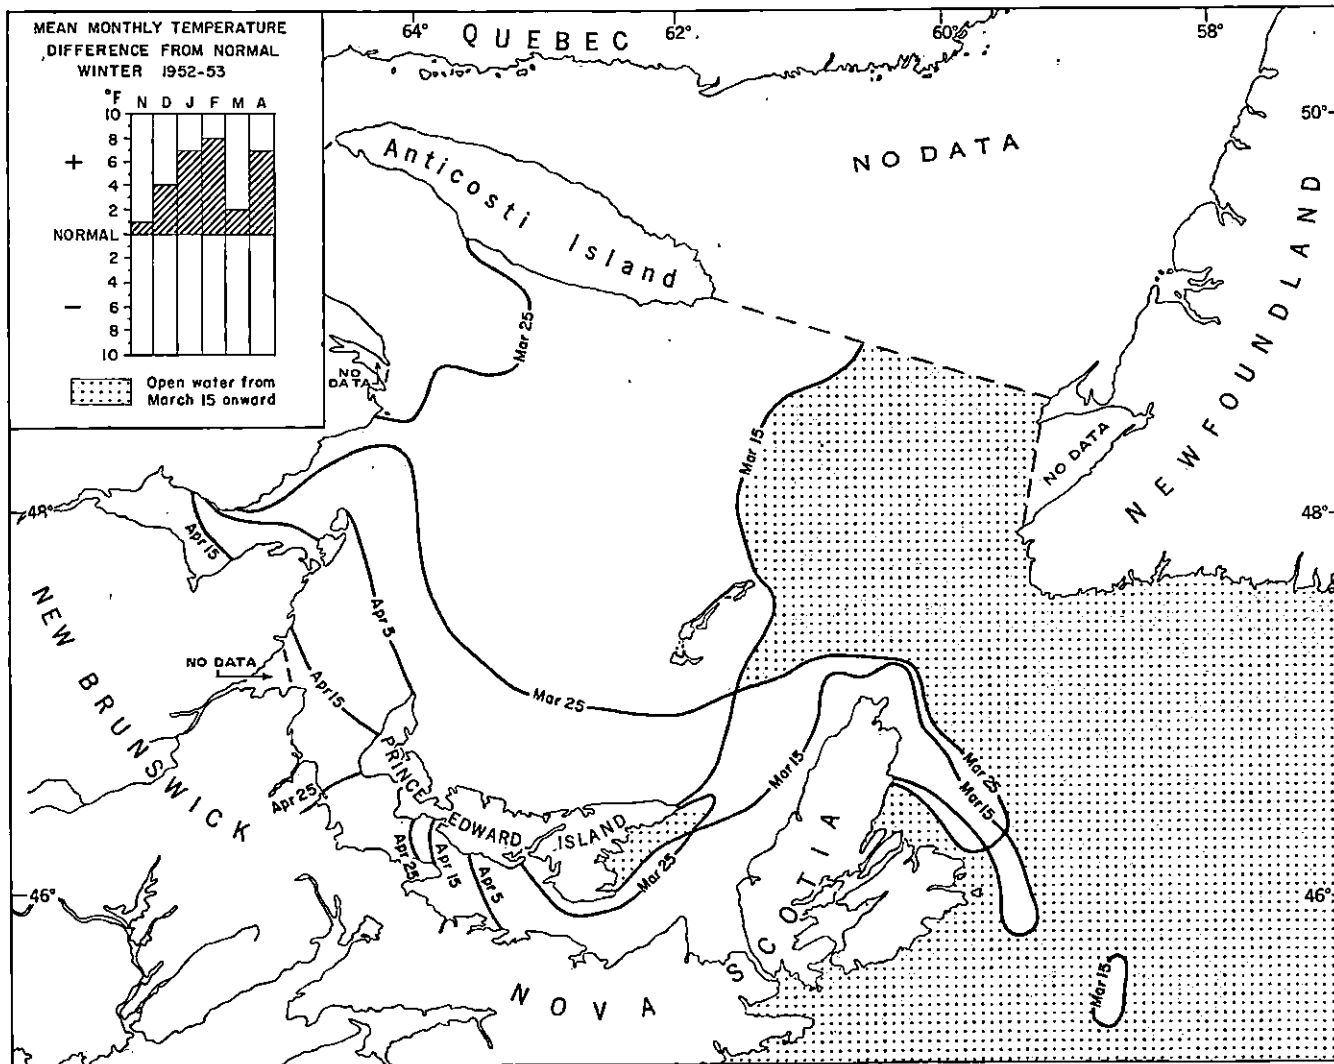 MEAN MONTHLY TEMPERATURE
DIFFERENCE FROM NORMAL
WINTER 1952-53
°F N D J F M A
10
8
+
6
4
2
NORMAL
2
4
–
6
8
10
Open water from
March 15 onward
64°
62°
60°
58°
QUEBEC
50°
NO DATA
Anticosti Island
NEWFOUNDLAND
Mar 25
NO
DATA
Mar 15
NO DATA
48°
48°
Apr 15
NEW BRUNSWICK
Apr 5
NO DATA
Apr 15
Mar 25
PRINCE
EDWARD
ISLAND
Apr 25
Apr 25
Apr 15
Apr 5
Mar 25
Mar 15
Mar 25
Mar 15
46°
46°
NOVA
SCOTIA
Mar 15